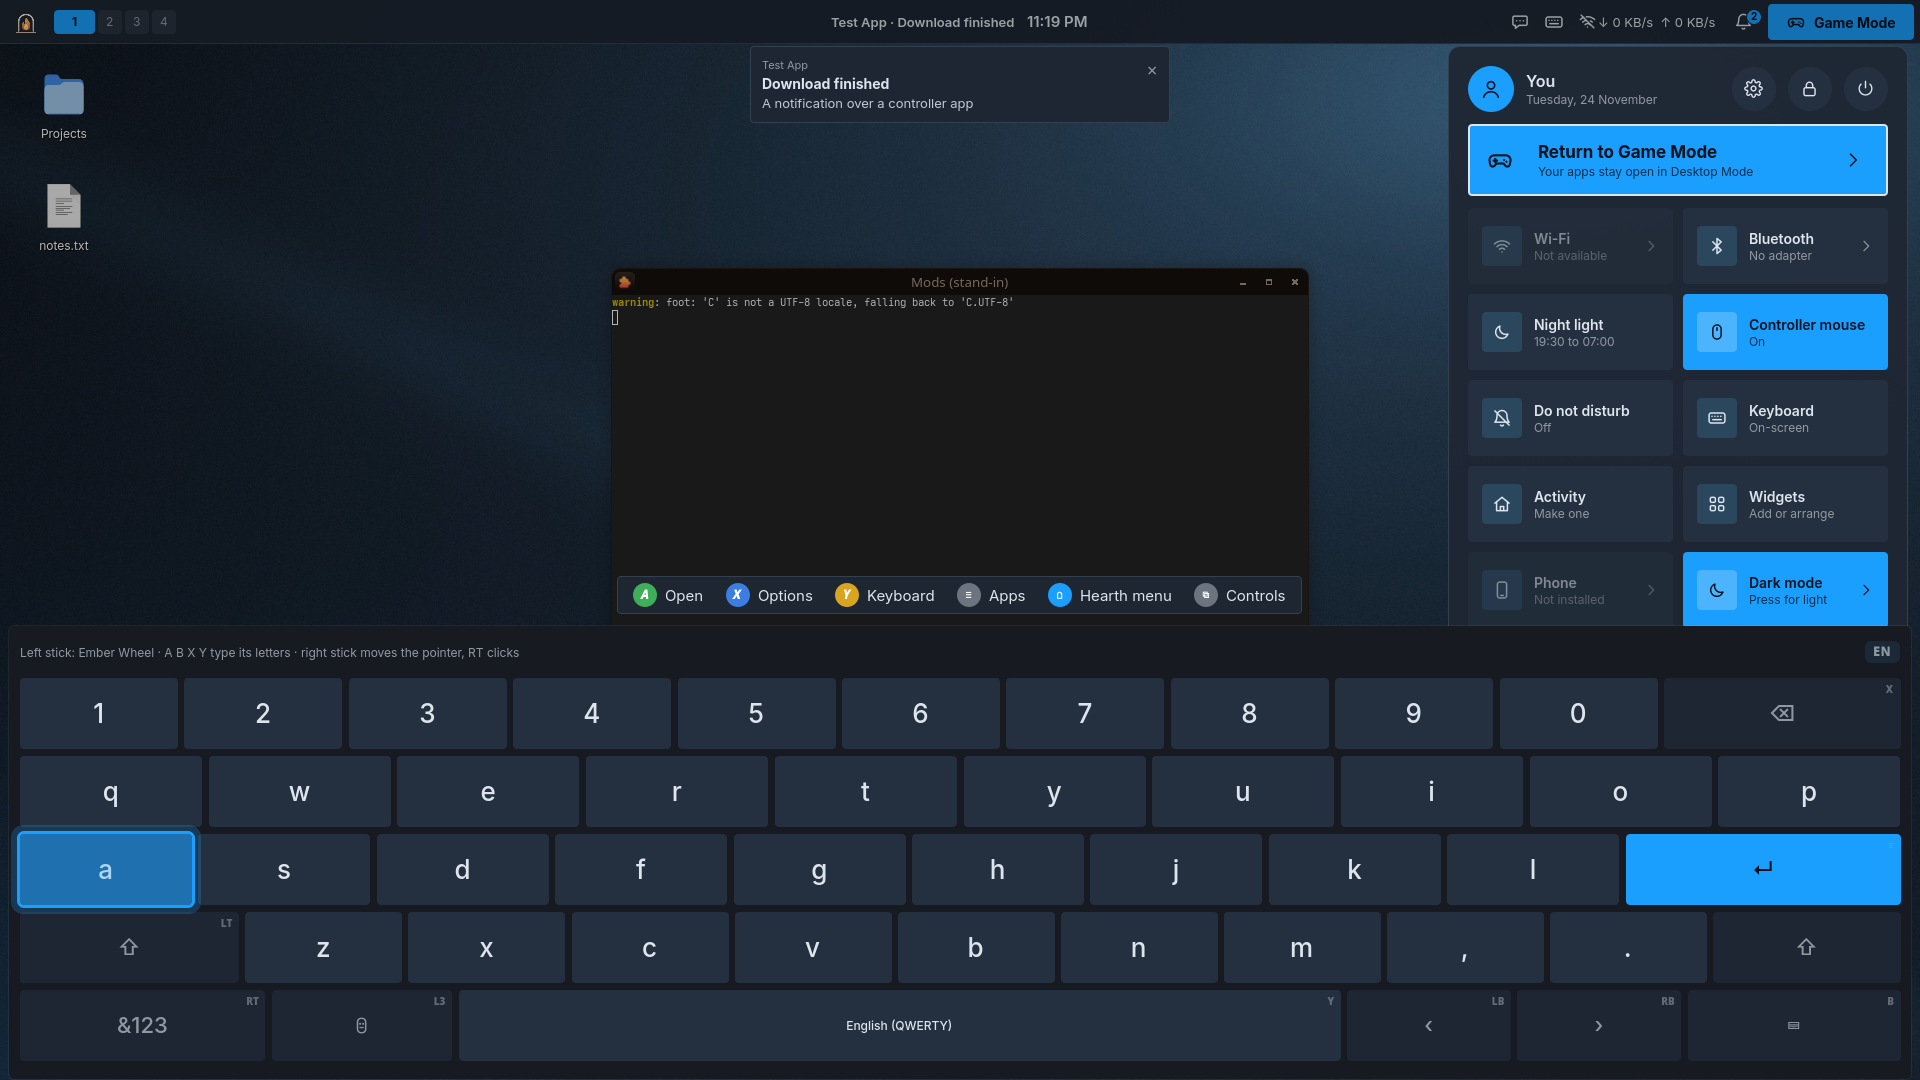 1 2 3 4
Test App · Download finished 11:19 PM
↓ 0 KB/s ↑ 0 KB/s
2
Game Mode
Projects
notes.txt
Test App
Download finished
A notification over a controller app
You
Tuesday, 24 November
Return to Game Mode
Your apps stay open in Desktop Mode
Wi-Fi
Not available
Bluetooth
No adapter
Night light
19:30 to 07:00
Controller mouse
On
Do not disturb
Off
Keyboard
On-screen
Activity
Make one
Widgets
Add or arrange
Phone
Not installed
Dark mode
Press for light
Mods (stand-in)
warning: foot: 'C' is not a UTF-8 locale, falling back to 'C.UTF-8'
A Open X Options Y Keyboard Apps Hearth menu Controls
Left stick: Ember Wheel · A B X Y type its letters · right stick moves the pointer, RT clicks
EN
1 2 3 4 5 6 7 8 9 0 X
q w e r t y u i o p
a s d f g h j k l
LT z x c v b n m , .
&123 RT L3 English (QWERTY) Y ‹ LB › RB B